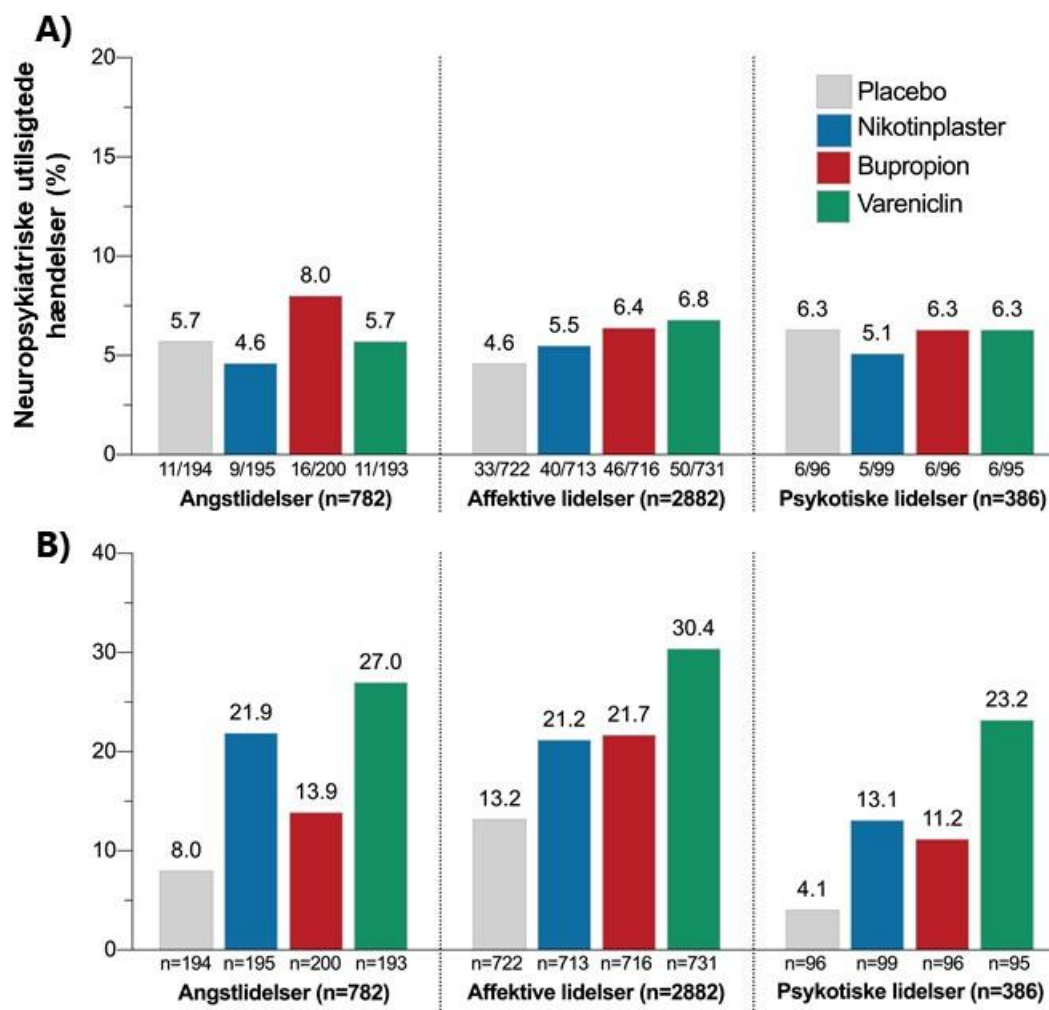 A)
Neuropsykiatriske utilsigtede
hændelser (%)
20
15
10
5
0
Placebo
Nikotinplaster
Bupropion
Vareniclin
5.7
4.6
8.0
5.7
4.6
5.5
6.4
6.8
6.3
5.1
6.3
6.3
11/194 9/195 16/200 11/193
33/722 40/713 46/716 50/731
6/96 5/99 6/96 6/95
Angstlidelser (n=782)
Affektive lidelser (n=2882)
Psykotiske lidelser (n=386)
B)
40
30
20
10
0
8.0
21.9
13.9
27.0
13.2
21.2
21.7
30.4
4.1
13.1
11.2
23.2
n=194 n=195 n=200 n=193
n=722 n=713 n=716 n=731
n=96 n=99 n=96 n=95
Angstlidelser (n=782)
Affektive lidelser (n=2882)
Psykotiske lidelser (n=386)